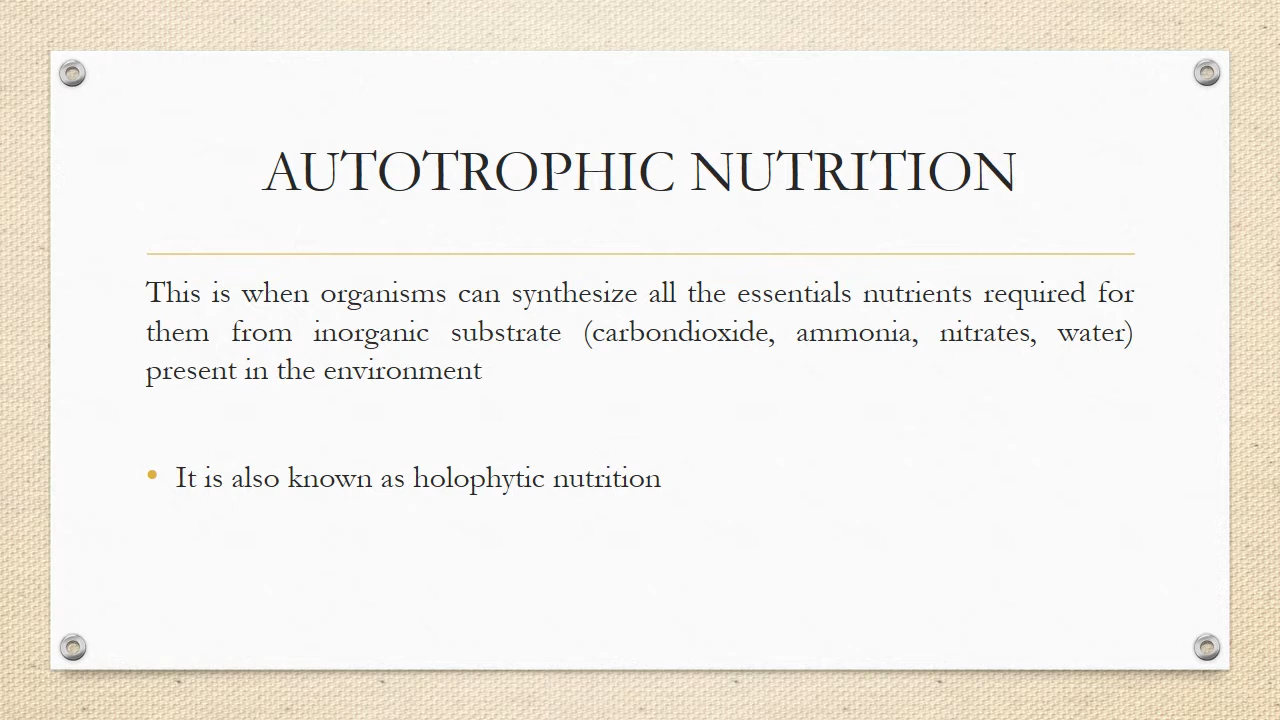 AUTOTROPHIC NUTRITION
This is when organisms can synthesize all the essentials nutrients required for
them from inorganic substrate (carbondioxide, ammonia, nitrates, water)
present in the environment
• It is also known as holophytic nutrition